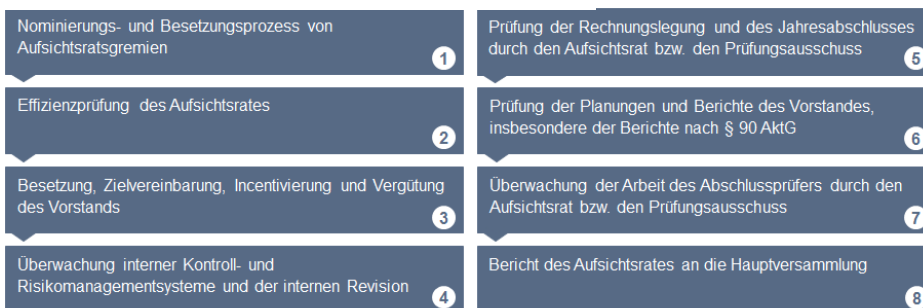 Nominierungs- und Besetzungsprozess von
Aufsichtsratsgremien
1
Effizienzprüfung des Aufsichtsrates
2
Besetzung, Zielvereinbarung, Incentivierung und Vergütung
des Vorstands
3
Überwachung interner Kontroll- und
Risikomanagementsysteme und der internen Revision
4
Prüfung der Rechnungslegung und des Jahresabschlusses
durch den Aufsichtsrat bzw. den Prüfungsausschuss
5
Prüfung der Planungen und Berichte des Vorstandes,
insbesondere der Berichte nach § 90 AktG
6
Überwachung der Arbeit des Abschlussprüfers durch den
Aufsichtsrat bzw. den Prüfungsausschuss
7
Bericht des Aufsichtsrates an die Hauptversammlung
8